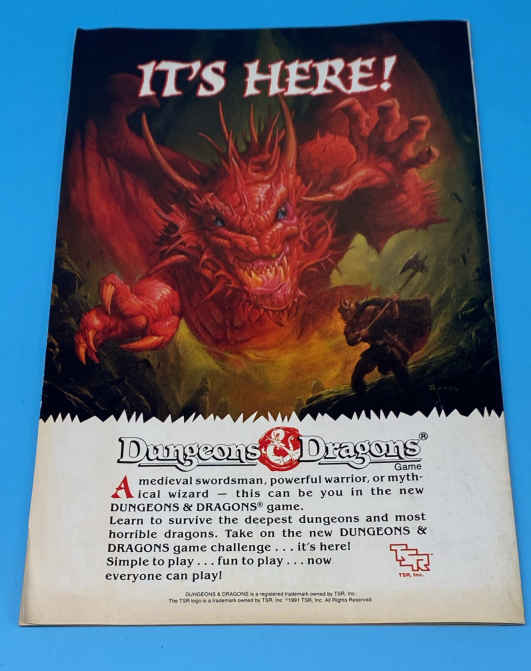 IT'S HERE!
Dungeons & Dragons®
Game
A medieval swordsman, powerful warrior, or myth-
ical wizard — this can be you in the new
DUNGEONS & DRAGONS® game.
Learn to survive the deepest dungeons and most
horrible dragons. Take on the new DUNGEONS &
DRAGONS game challenge . . . it's here!
Simple to play . . . fun to play . . . now
everyone can play!
TSR
TSR, Inc.
DUNGEONS & DRAGONS is a registered trademark owned by TSR, Inc.
The TSR logo is a trademark owned by TSR, Inc. ©1991 TSR, Inc. All Rights Reserved.